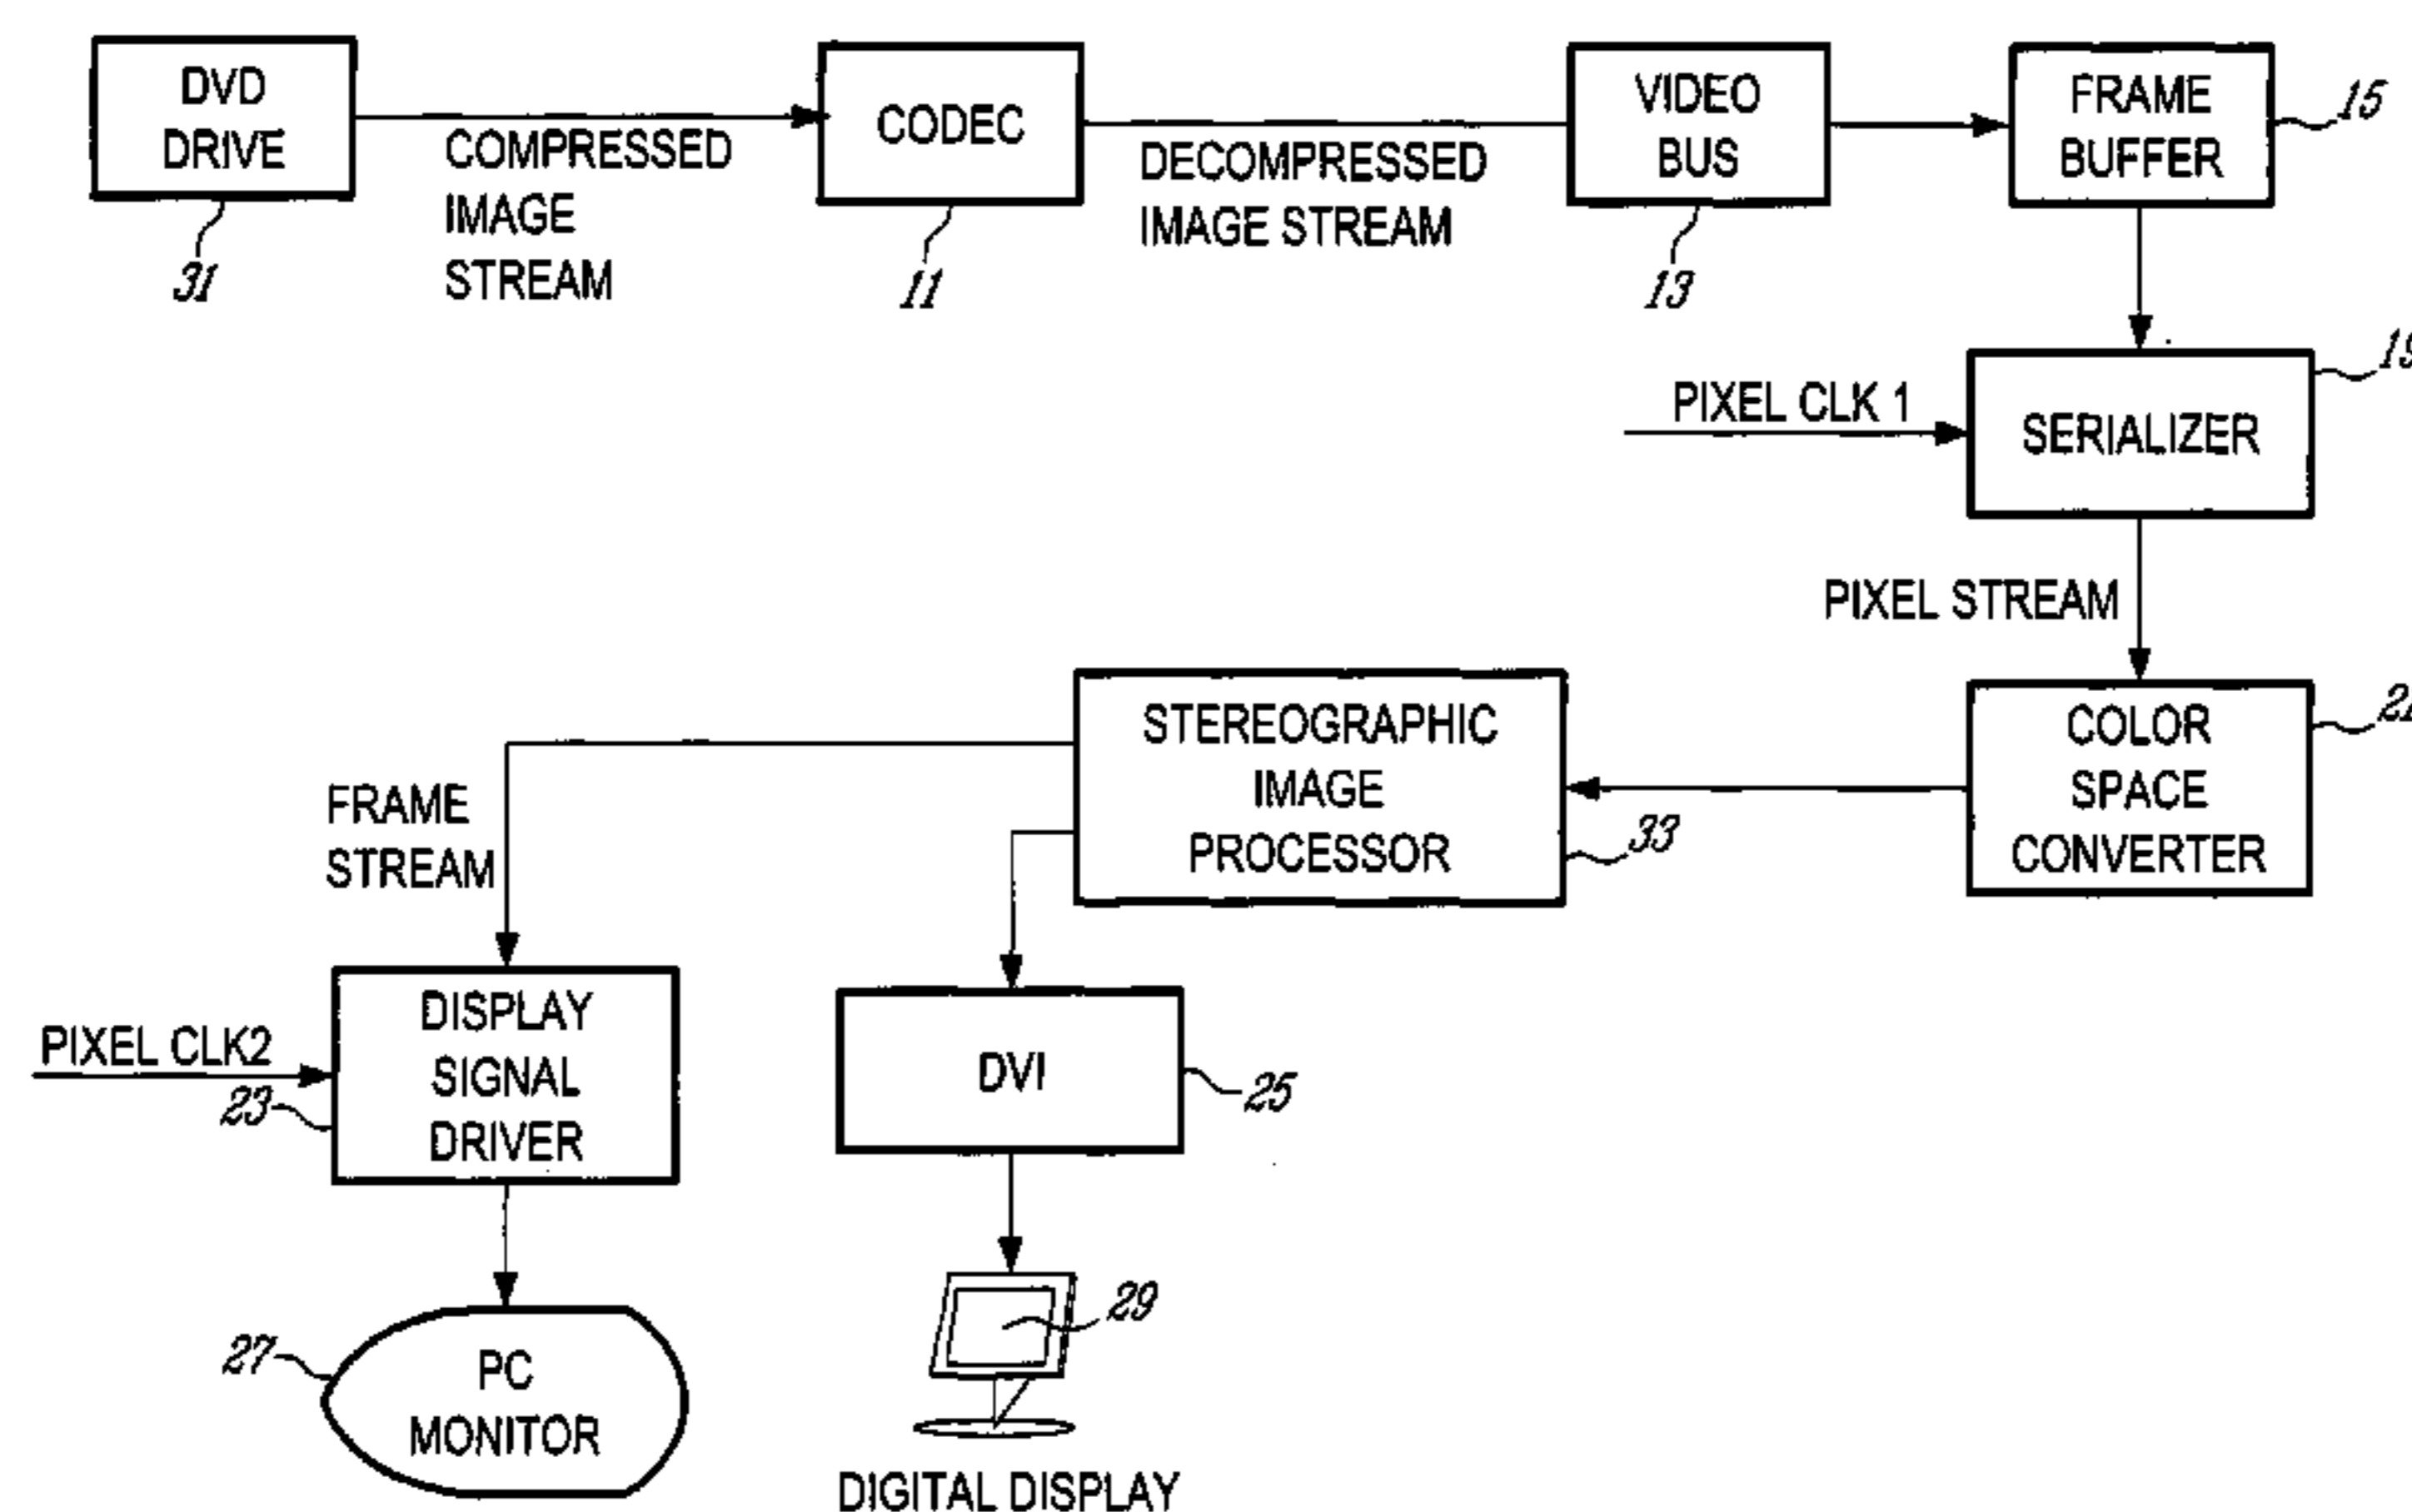 DVD
DRIVE
31
COMPRESSED
IMAGE
STREAM
CODEC
11
DECOMPRESSED
IMAGE STREAM
VIDEO
BUS
13
FRAME
BUFFER
15
PIXEL CLK 1
SERIALIZER
19
PIXEL STREAM
COLOR
SPACE
CONVERTER
STEREOGRAPHIC
IMAGE
PROCESSOR
33
FRAME
STREAM
PIXEL CLK2
23
DISPLAY
SIGNAL
DRIVER
DVI
25
27
PC
MONITOR
29
DIGITAL DISPLAY